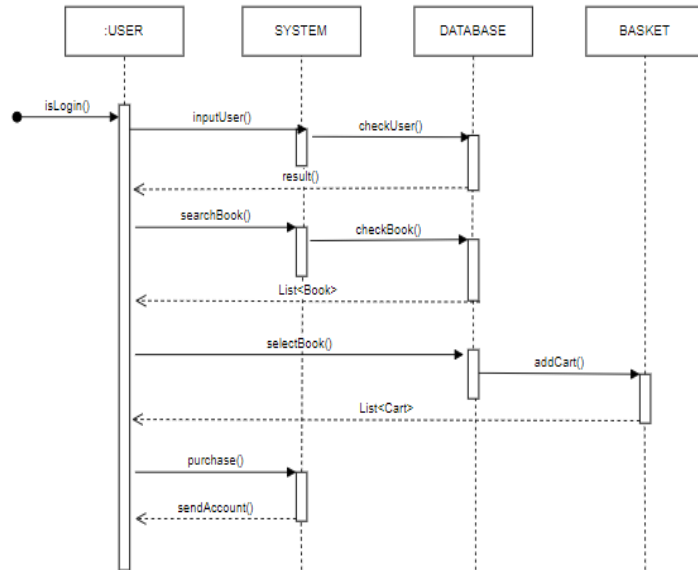 :USER
SYSTEM
DATABASE
BASKET
isLogin()
inputUser()
checkUser()
result()
searchBook()
checkBook()
List<Book>
selectBook()
addCart()
List<Cart>
purchase()
sendAccount()